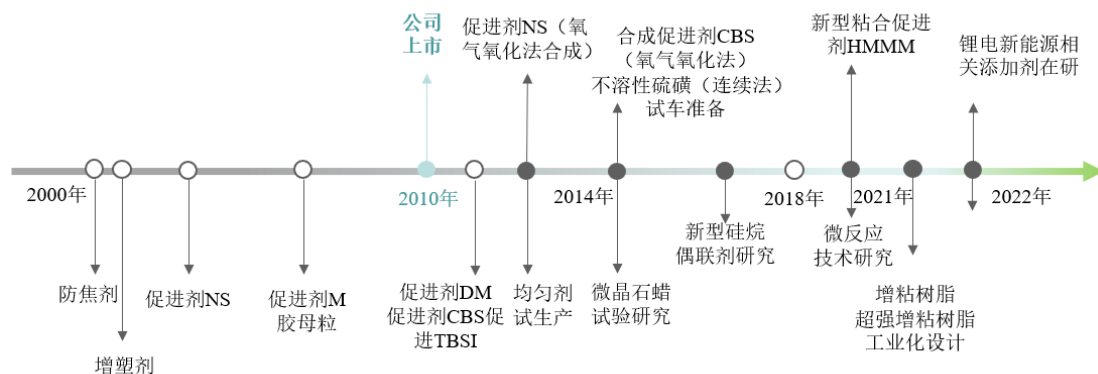 公司
上市
促进剂NS（氧
气氧化法合成）
合成促进剂CBS
（氧气氧化法）
不溶性硫磺（连续法）
试车准备
新型粘合促进
剂HMMM
锂电新能源相
关添加剂在研
2000年
2010年
2014年
2018年
2021年
2022年
防焦剂
增塑剂
促进剂NS
促进剂M
胶母粒
促进剂DM
促进剂CBS促
进TBSI
均匀剂
试生产
微晶石蜡
试验研究
新型硅烷
偶联剂研究
微反应
技术研究
增粘树脂
超强增粘树脂
工业化设计